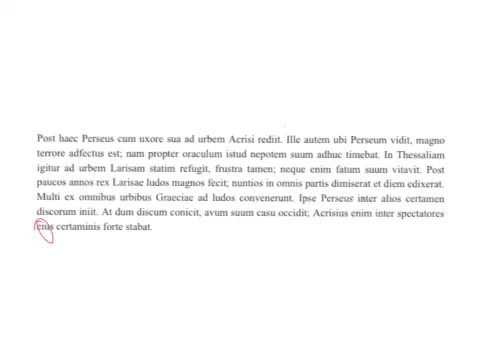 Post haec Perseus cum uxore sua ad urbem Acrisi rediit. Ille autem ubi Perseum vidit, magno
terrore adfectus est; nam propter oraculum istud nepotem suum adhuc timebat. In Thessaliam
igitur ad urbem Larisam statim refugit, frustra tamen; neque enim fatum suum vitavit. Post
paucos annos rex Larisae ludos magnos fecit; nuntios in omnis partis dimiserat et diem edixerat.
Multi ex omnibus urbibus Graeciae ad ludos convenerunt. Ipse Perseus inter alios certamen
discorum iniit. At dum discum conicit, avum suum casu occidit; Acrisius enim inter spectatores
eius certaminis forte stabat.